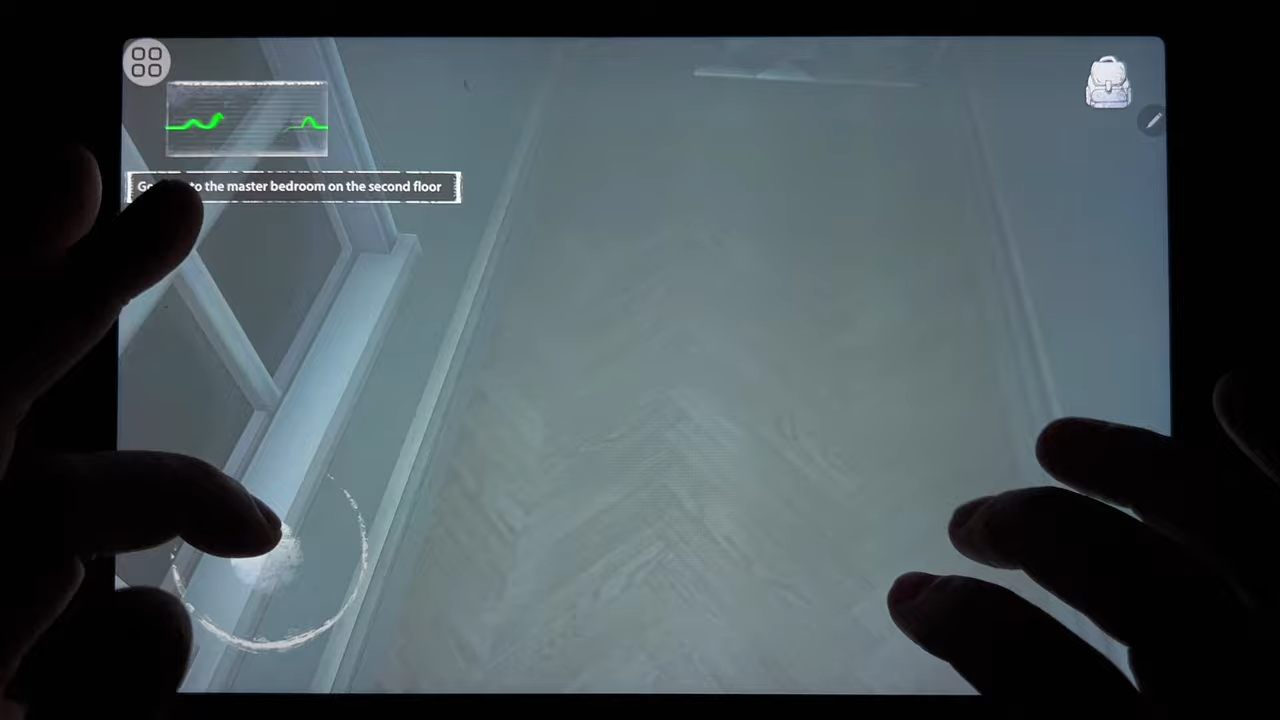 to the master bedroom on the second floor